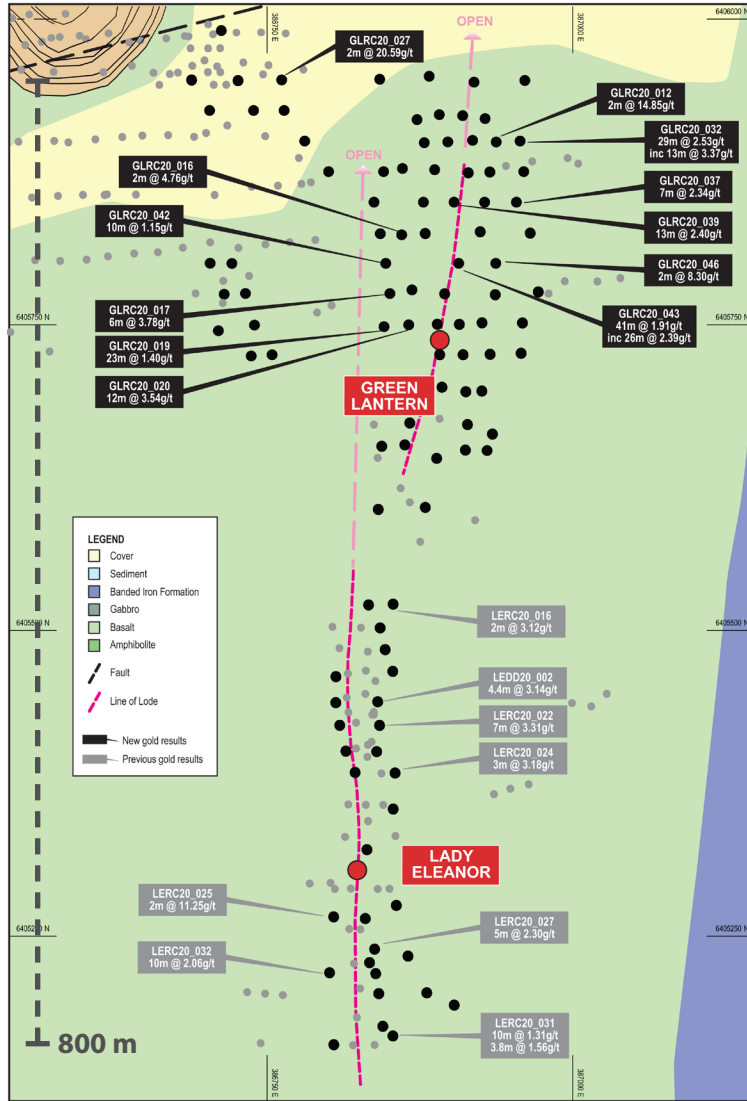 386750 E
387000 E
6406000 N
OPEN
GLRC20_027
2m @ 20.59g/t
GLRC20_012
2m @ 14.85g/t
GLRC20_032
29m @ 2.53g/t
inc 13m @ 3.37g/t
OPEN
GLRC20_016
2m @ 4.76g/t
GLRC20_037
7m @ 2.34g/t
GLRC20_042
10m @ 1.15g/t
GLRC20_039
13m @ 2.40g/t
GLRC20_046
2m @ 8.30g/t
GLRC20_017
6m @ 3.78g/t
GLRC20_043
41m @ 1.91g/t
inc 26m @ 2.39g/t
6405750 N
6405750 N
GLRC20_019
23m @ 1.40g/t
GLRC20_020
12m @ 3.54g/t
GREEN
LANTERN
LEGEND
Cover
Sediment
Banded Iron Formation
Gabbro
Basalt
Amphibolite
Fault
Line of Lode
New gold results
Previous gold results
LERC20_016
2m @ 3.12g/t
6405500 N
6405500 N
LEDD20_002
4.4m @ 3.14g/t
LERC20_022
7m @ 3.31g/t
LERC20_024
3m @ 3.18g/t
LADY
ELEANOR
LERC20_025
2m @ 11.25g/t
LERC20_027
5m @ 2.30g/t
6405250 N
6405250 N
LERC20_032
10m @ 2.06g/t
LERC20_031
10m @ 1.31g/t
3.8m @ 1.56g/t
800 m
386750 E
387000 E